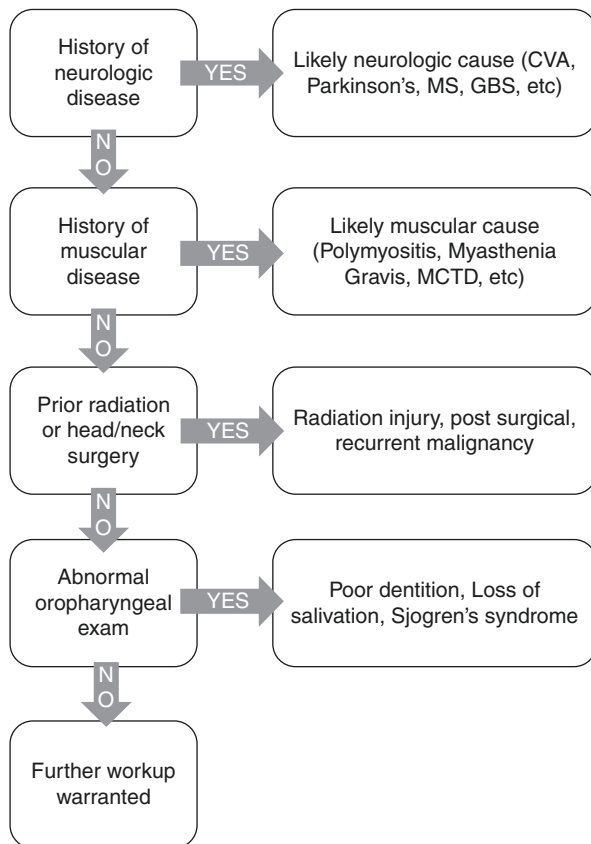 History of
neurologic
disease
YES
Likely neurologic cause (CVA,
Parkinson's, MS, GBS, etc)
N
O
History of
muscular
disease
YES
Likely muscular cause
(Polymyositis, Myasthenia
Gravis, MCTD, etc)
N
O
Prior radiation
or head/neck
surgery
YES
Radiation injury, post surgical,
recurrent malignancy
N
O
Abnormal
oropharyngeal
exam
YES
Poor dentition, Loss of
salivation, Sjogren's syndrome
N
O
Further workup
warranted